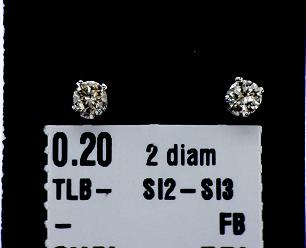 0.20 2 diam
TLB- SI2-SI3
- FB